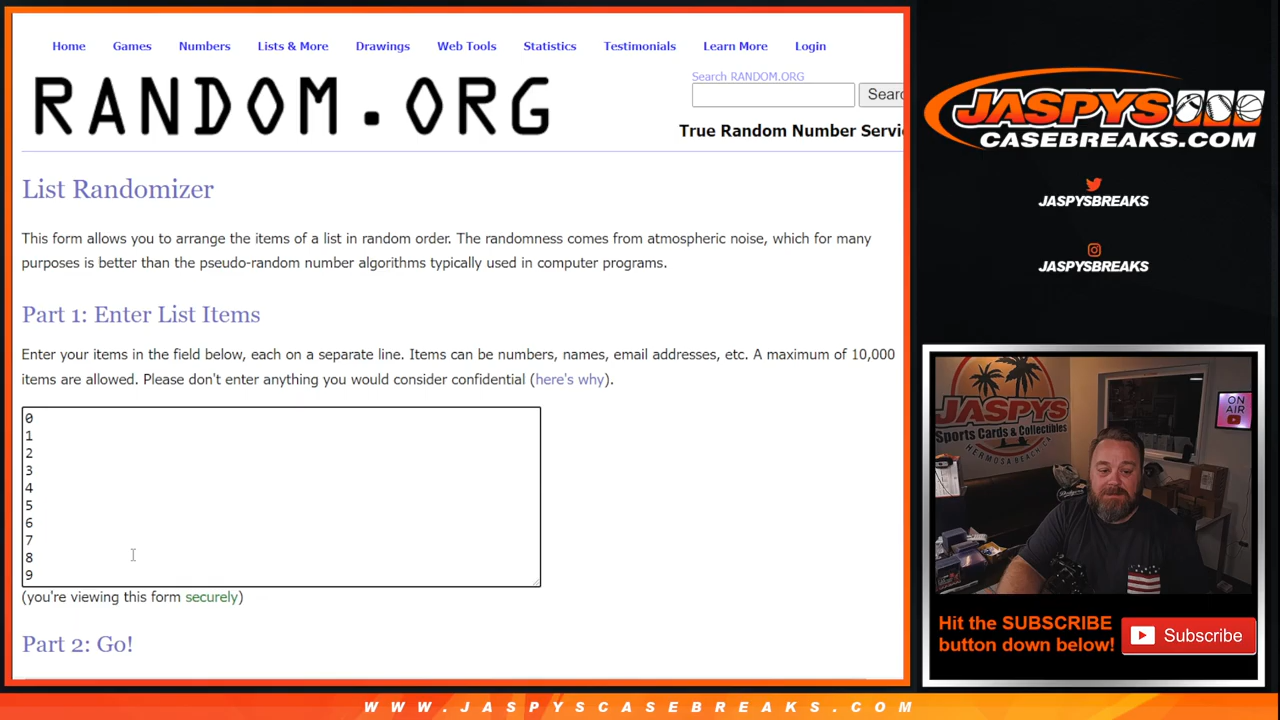 Home Games Numbers Lists & More Drawings Web Tools Statistics Testimonials Learn More Login
RANDOM.ORG
Search RANDOM.ORG
Searc
True Random Number Servi
List Randomizer
This form allows you to arrange the items of a list in random order. The randomness comes from atmospheric noise, which for many
purposes is better than the pseudo-random number algorithms typically used in computer programs.
Part 1: Enter List Items
Enter your items in the field below, each on a separate line. Items can be numbers, names, email addresses, etc. A maximum of 10,000
items are allowed. Please don't enter anything you would consider confidential (here's why).
0
1
2
3
4
5
6
7
8
9
(you're viewing this form securely)
Part 2: Go!
JASPYS
CASEBREAKS.COM
JASPYSBREAKS
JASPYSBREAKS
JASPYS
Sports Cards & Collectibles
HERMOSA BEACH, CA
ON
AIR
Hit the SUBSCRIBE
button down below!
Subscribe
WWW.JASPYSCASEBREAKS.COM